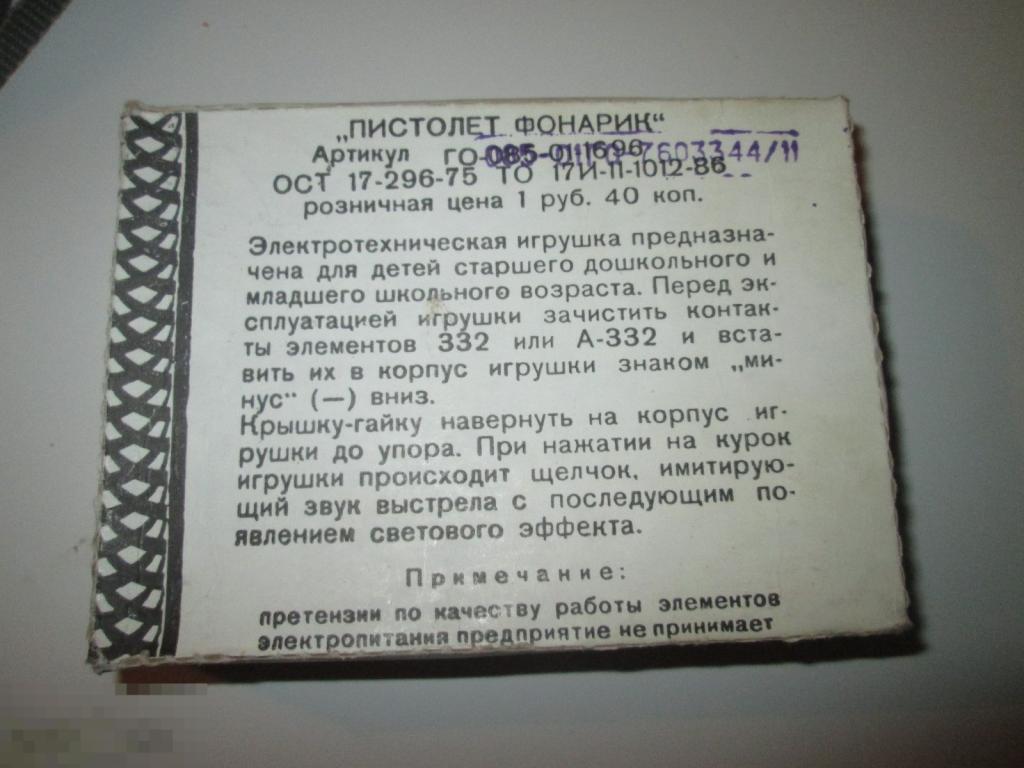 „ПИСТОЛЕТ ФОНАРИК“
Артикул ГО-085-01-1696
7603344/11
ОСТ 17-296-75 ТО 17И-11-1012-86
розничная цена 1 руб. 40 коп.
Электротехническая игрушка предназна-
чена для детей старшего дошкольного и
младшего школьного возраста. Перед эк-
сплуатацией игрушки зачистить контак-
ты элементов 332 или А-332 и вста-
вить их в корпус игрушки знаком „ми-
нус“ (—) вниз.
Крышку-гайку навернуть на корпус иг-
рушки до упора. При нажатии на курок
игрушки происходит щелчок, имитирую-
щий звук выстрела с последующим по-
явлением светового эффекта.
Примечание:
претензии по качеству работы элементов
электропитания предприятие не принимает